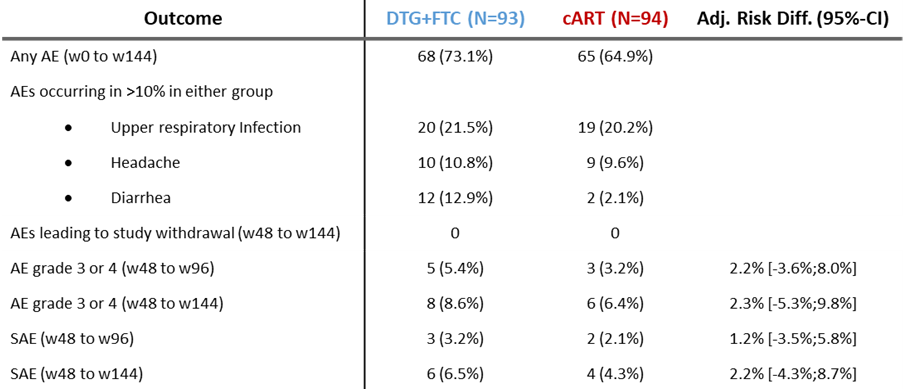 Outcome DTG+FTC (N=93) cART (N=94) Adj. Risk Diff. (95%-CI)
Any AE (w0 to w144) 68 (73.1%) 65 (64.9%)
AEs occurring in >10% in either group
• Upper respiratory Infection 20 (21.5%) 19 (20.2%)
• Headache 10 (10.8%) 9 (9.6%)
• Diarrhea 12 (12.9%) 2 (2.1%)
AEs leading to study withdrawal (w48 to w144) 0 0
AE grade 3 or 4 (w48 to w96) 5 (5.4%) 3 (3.2%) 2.2% [-3.6%;8.0%]
AE grade 3 or 4 (w48 to w144) 8 (8.6%) 6 (6.4%) 2.3% [-5.3%;9.8%]
SAE (w48 to w96) 3 (3.2%) 2 (2.1%) 1.2% [-3.5%;5.8%]
SAE (w48 to w144) 6 (6.5%) 4 (4.3%) 2.2% [-4.3%;8.7%]